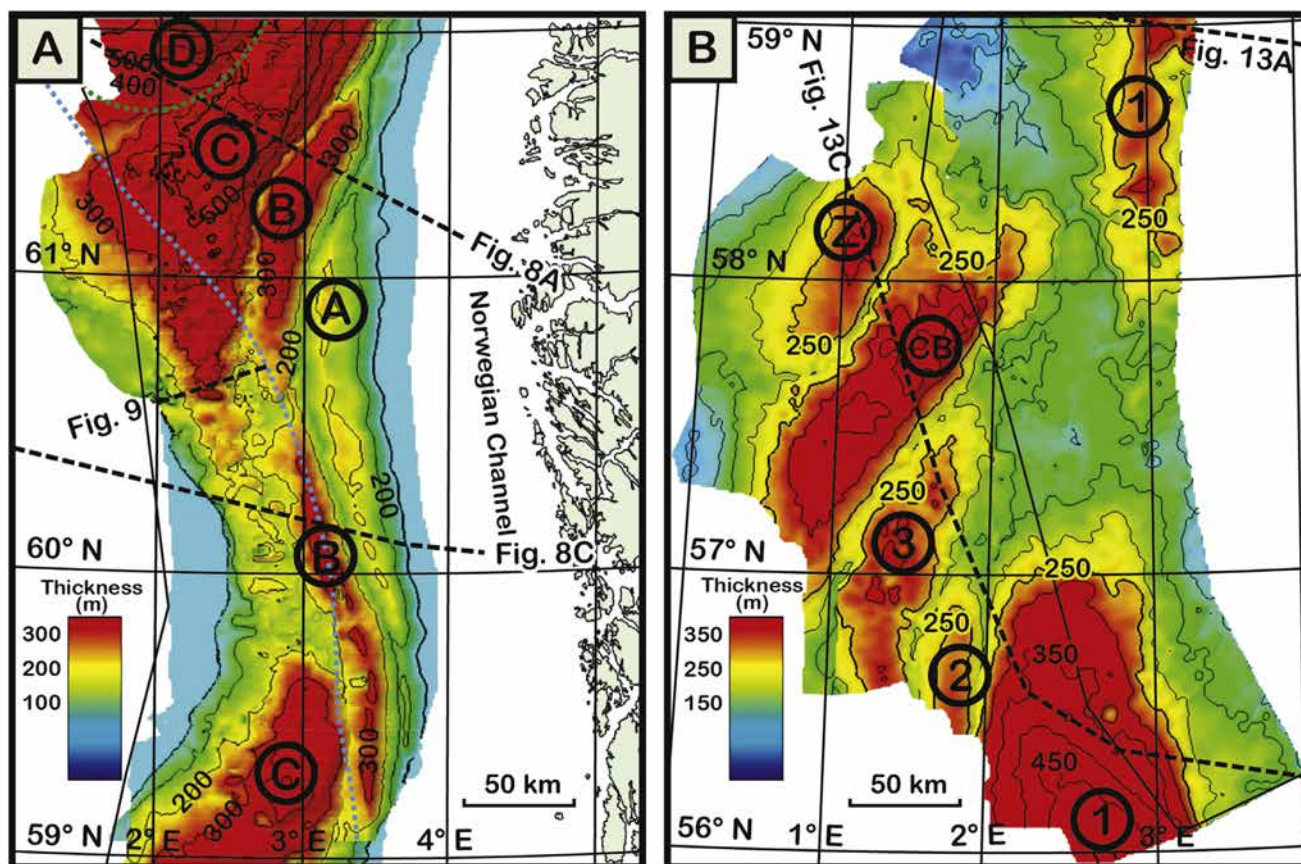 A
D
500
400
C
300
500
B
300
300
61° N
200
A
Fig. 8A
Norwegian Channel
Fig. 9
200
B
Fig. 8C
60° N
Thickness
(m)
300
200
100
300
C
200
300
50 km
59° N
2° E
3° E
4° E
B
59° N
Fig. 13A
Fig. 13C
1
250
Z
58° N
250
250
CB
250
3
57° N
250
Thickness
(m)
350
250
150
250
2
350
450
50 km
1
56° N
1° E
2° E
3° E